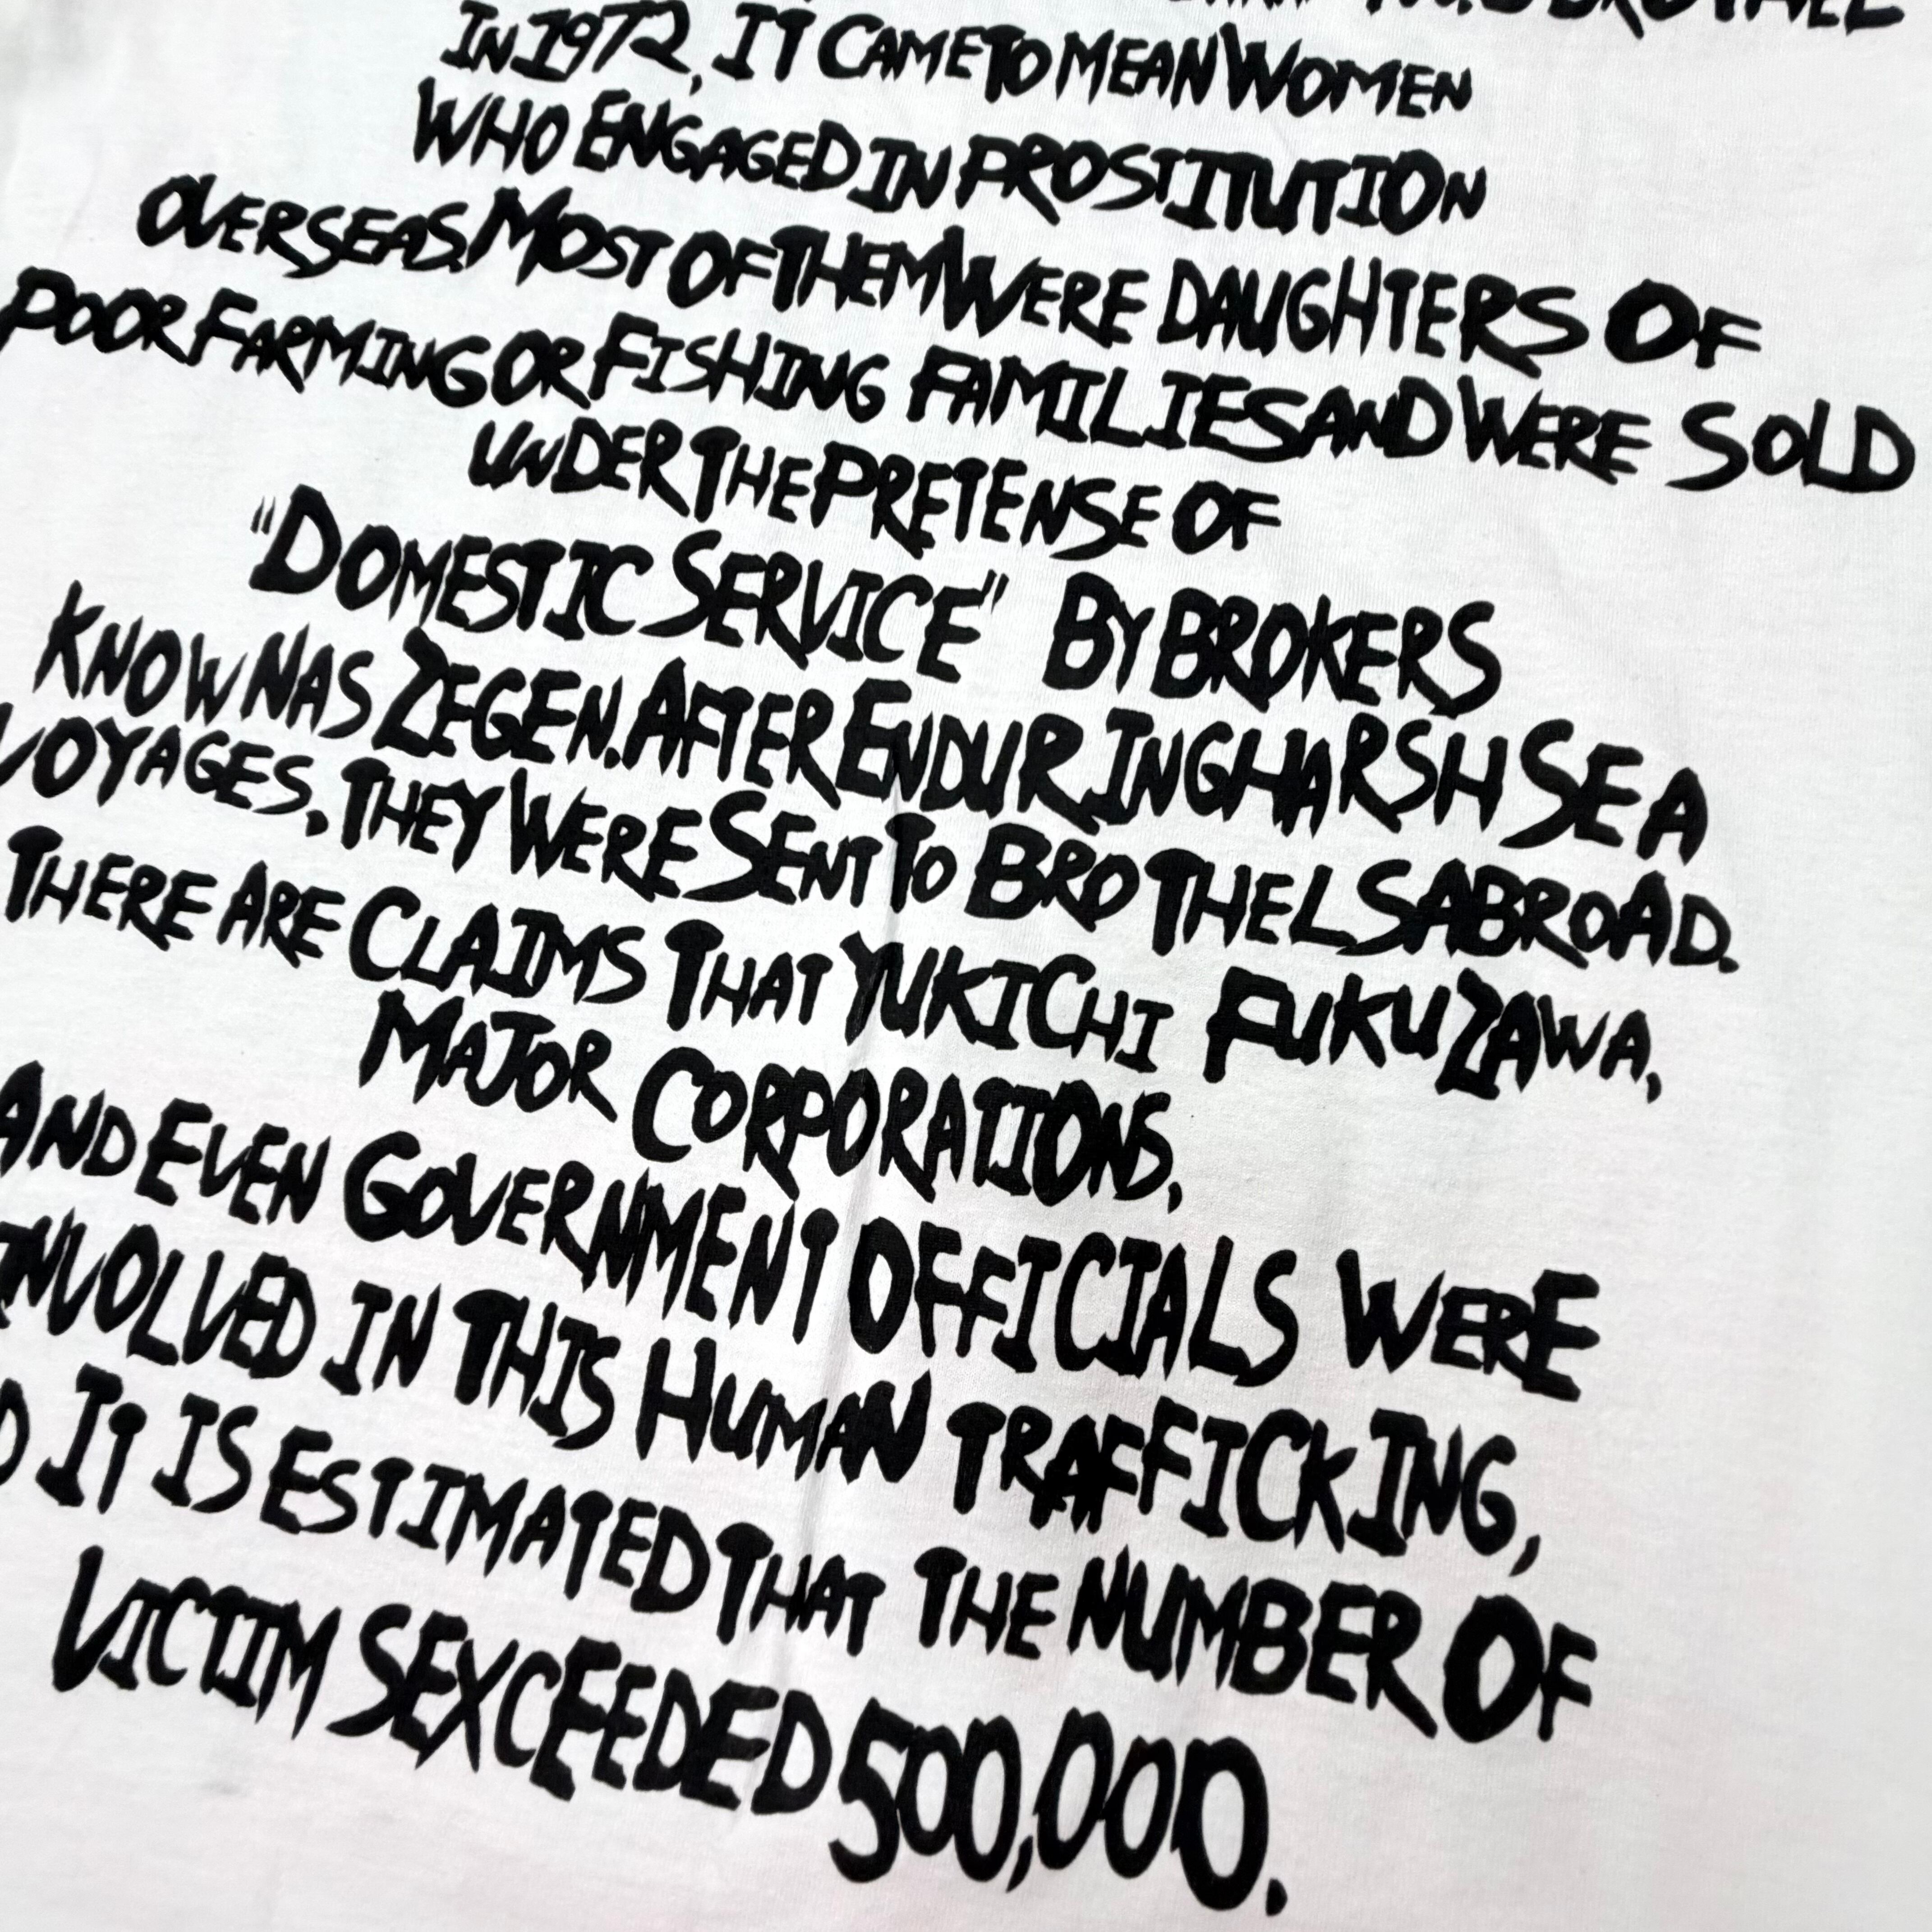 IN 1972, IT CAME TO MEAN WOMEN
WHO ENGAGED IN PROSTITUTION
OVERSEAS. MOST OF THEM WERE DAUGHTERS OF
POOR FARMING OR FISHING FAMILIES AND WERE SOLD
UNDER THE PRETENSE OF
"DOMESTIC SERVICE" BY BROKERS
KNOWN AS ZEGEN. AFTER ENDURING HARSH SEA
VOYAGES, THEY WERE SENT TO BROTHELS ABROAD.
THERE ARE CLAIMS THAT YUKICHI FUKUZAWA,
MAJOR CORPORATIONS,
AND EVEN GOVERNMENT OFFICIALS WERE
INVOLVED IN THIS HUMAN TRAFFICKING,
IT IS ESTIMATED THAT THE NUMBER OF
VICTIM SEXCEEDED 500,000.